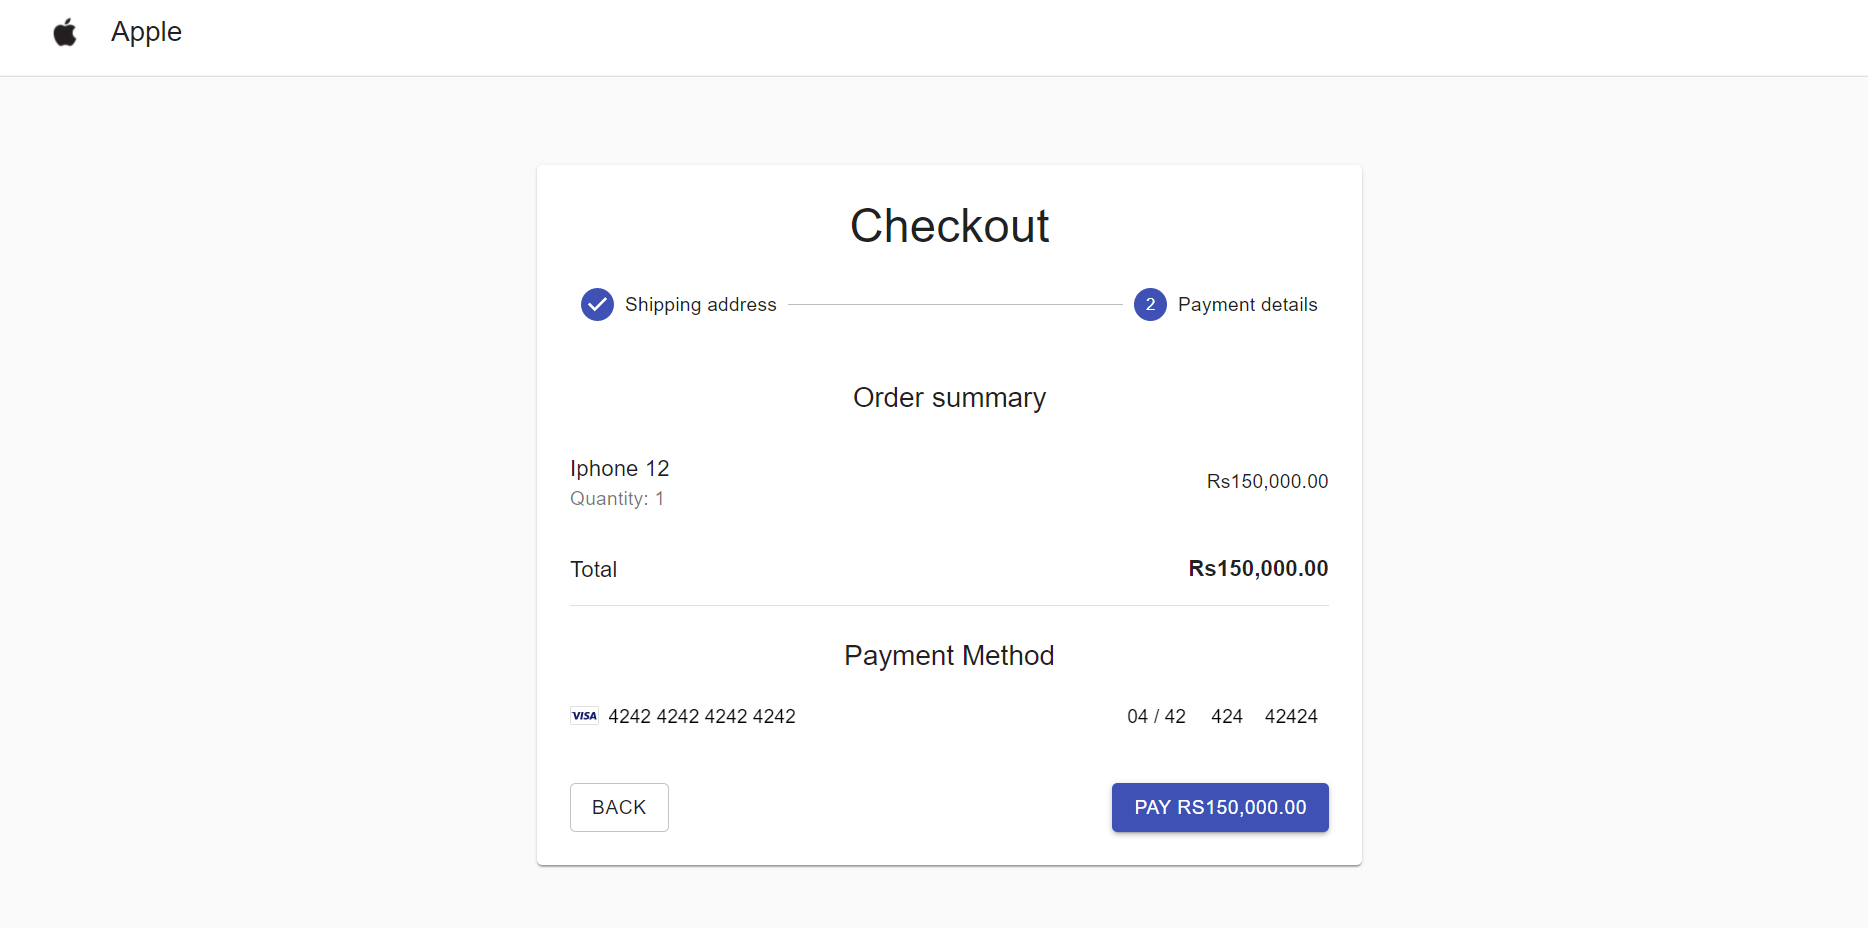 Apple
Checkout
Shipping address 2 Payment details
Order summary
Iphone 12
Rs150,000.00
Quantity: 1
Total Rs150,000.00
Payment Method
VISA 4242 4242 4242 4242 04 / 42 424 42424
BACK PAY RS150,000.00